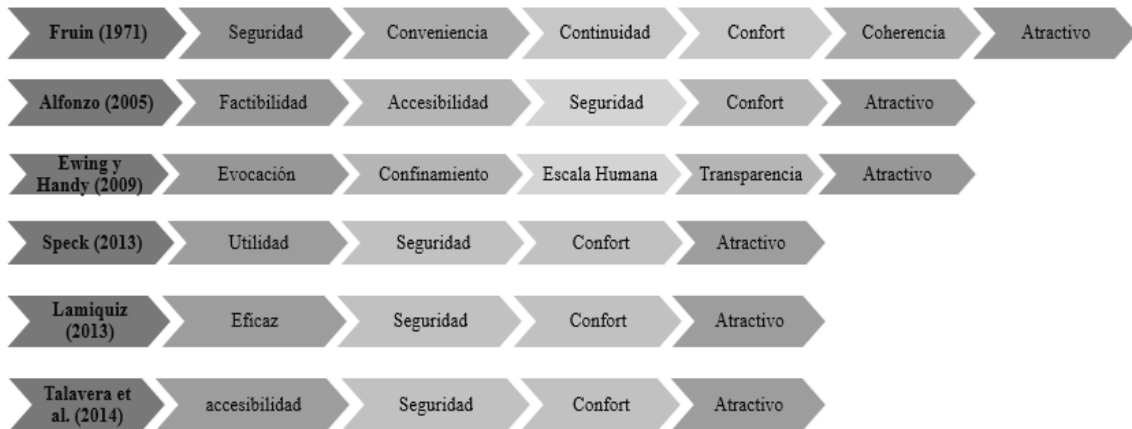 Fruin (1971) Seguridad Conveniencia Continuidad Confort Coherencia Atractivo
Alfonzo (2005) Factibilidad Accesibilidad Seguridad Confort Atractivo
Ewing y
Handy (2009) Evocación Confinamiento Escala Humana Transparencia Atractivo
Speck (2013) Utilidad Seguridad Confort Atractivo
Lamiquiz
(2013) Eficaz Seguridad Confort Atractivo
Talavera et
al. (2014) accesibilidad Seguridad Confort Atractivo